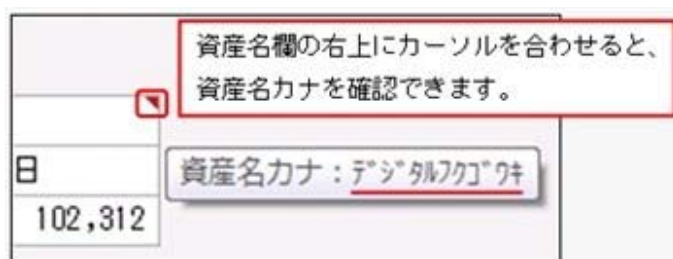 資産名欄の右上にカーソルを合わせると、
資産名カナを確認できます。
日
資産名カナ：ﾃﾞｼﾞﾀﾙﾌｸｺﾞｳｷ
102,312